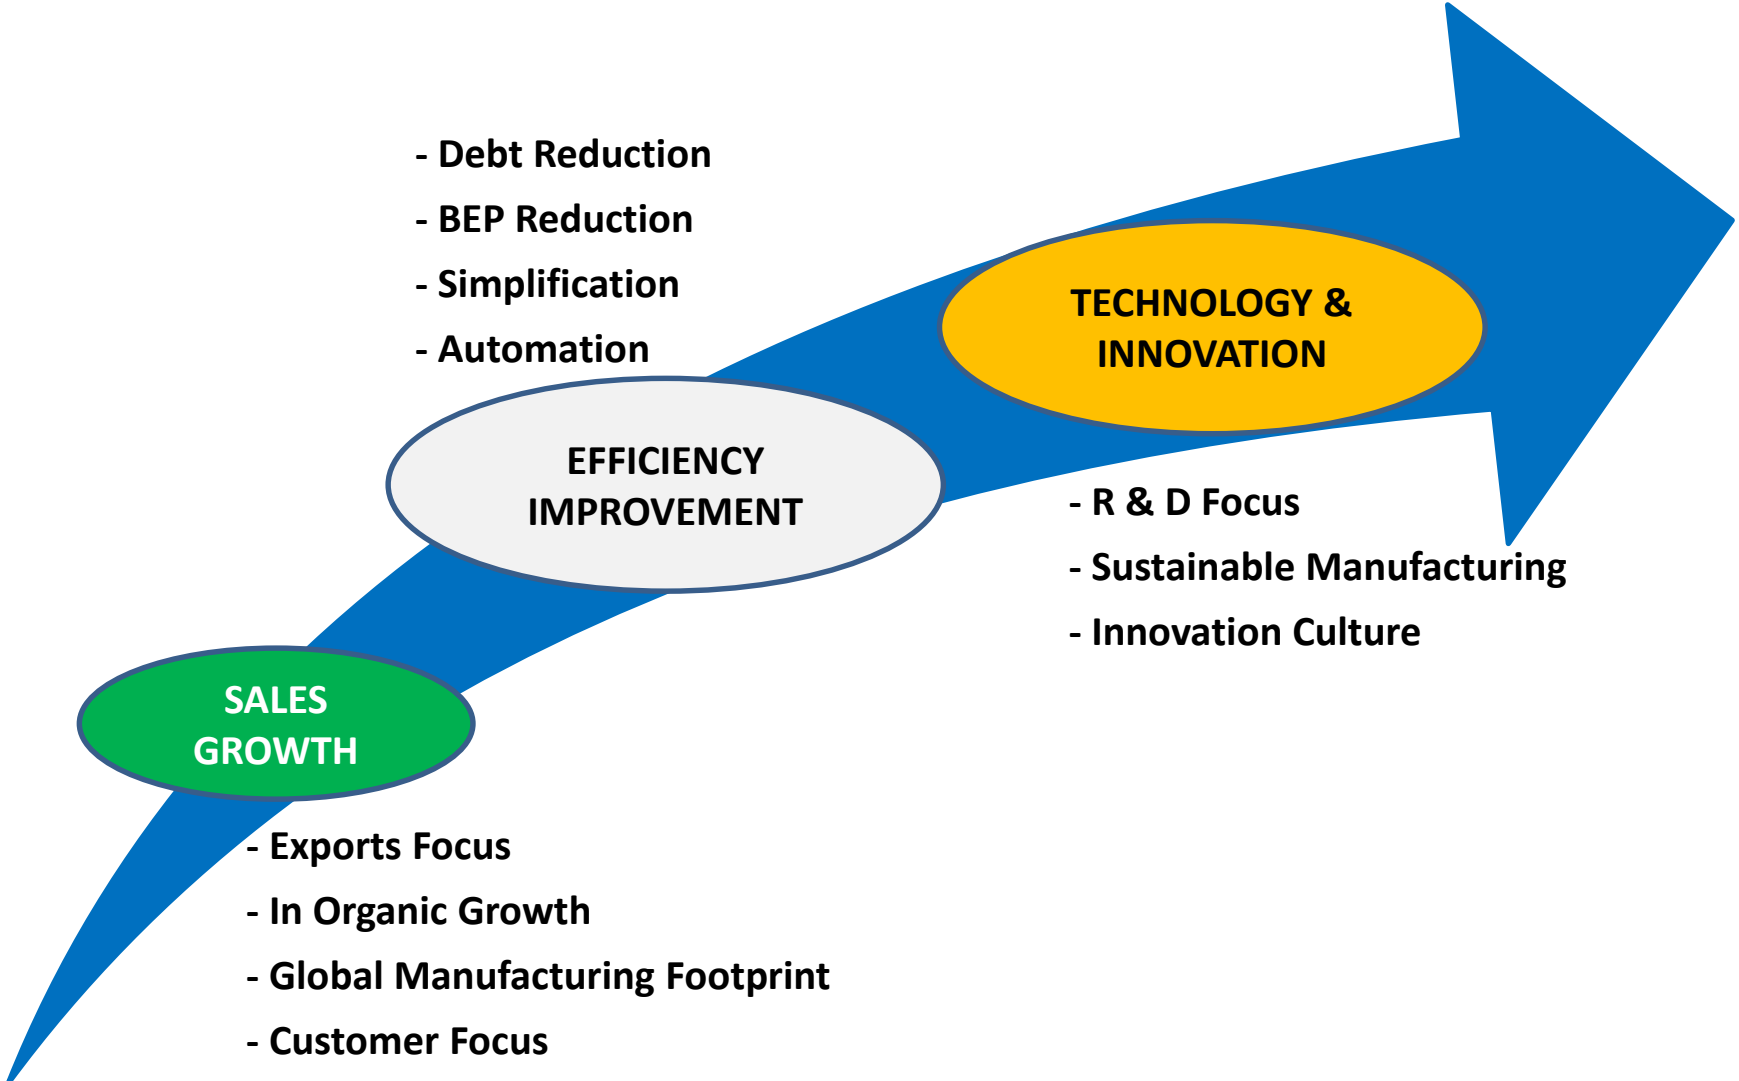 - Debt Reduction
- BEP Reduction
- Simplification
- Automation
TECHNOLOGY &
INNOVATION
EFFICIENCY
IMPROVEMENT
- R & D Focus
- Sustainable Manufacturing
- Innovation Culture
SALES
GROWTH
- Exports Focus
- In Organic Growth
- Global Manufacturing Footprint
- Customer Focus